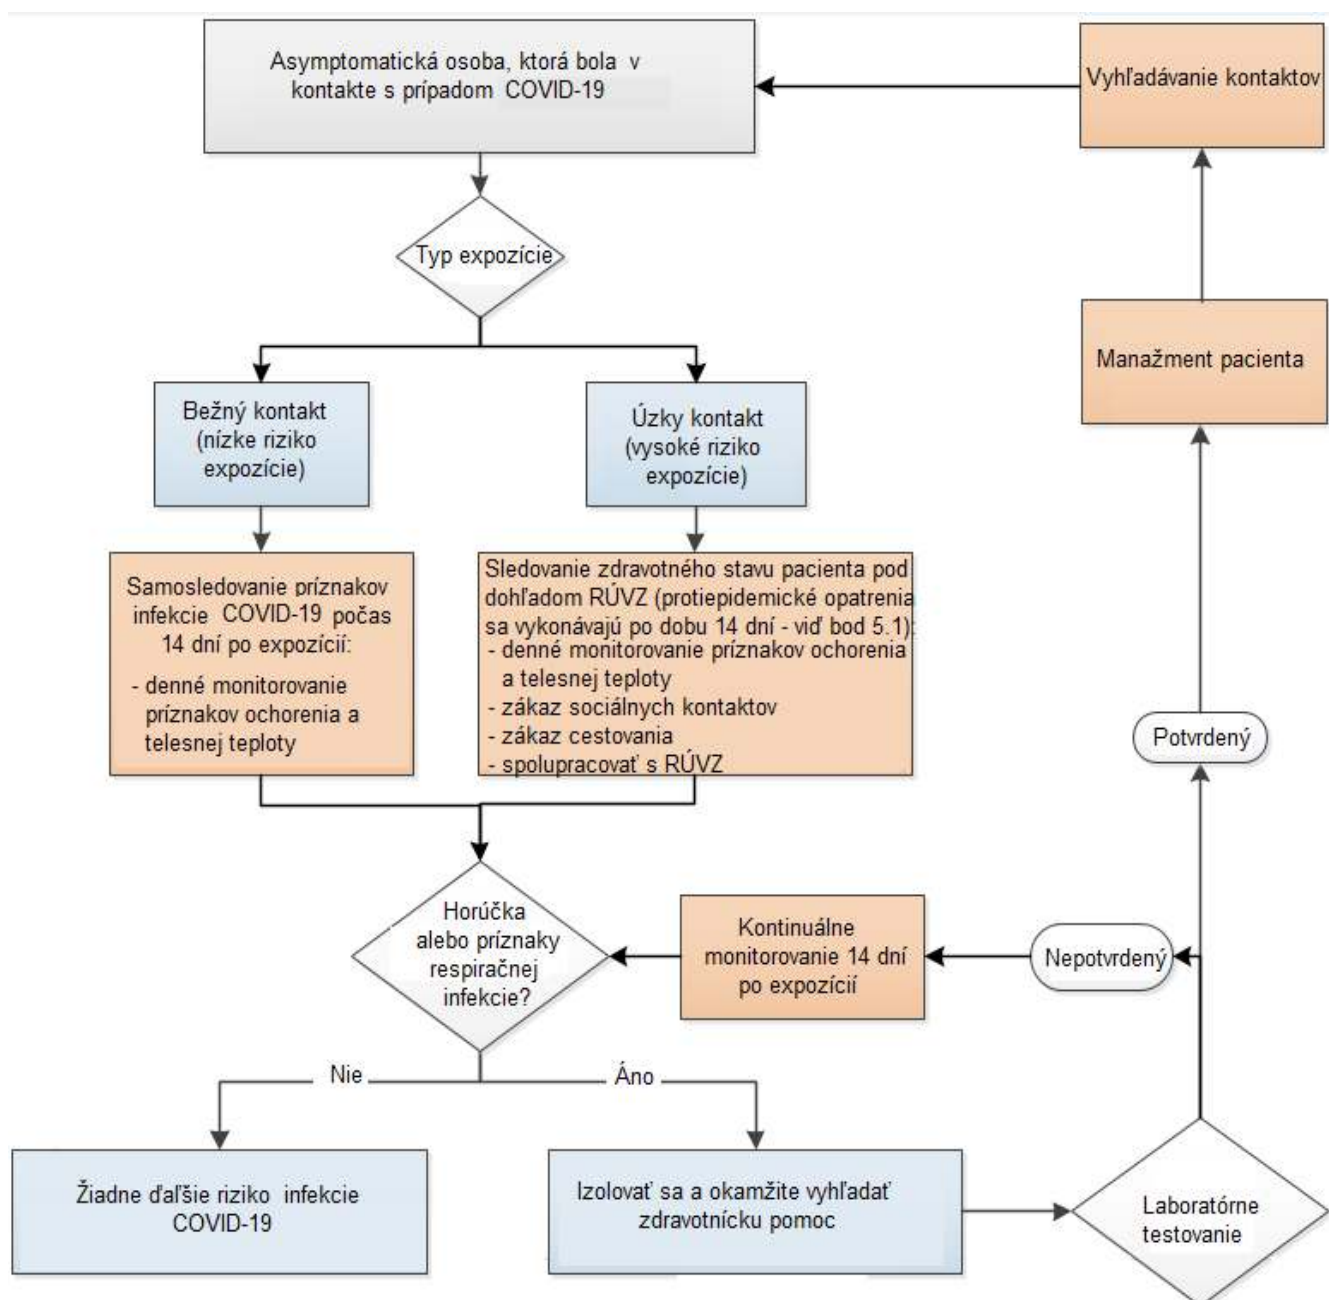 Asymptomatická osoba, ktorá bola v
kontakte s prípadom COVID-19
Vyhľadávanie kontaktov
Typ expozície
Manažment pacienta
Bežný kontakt
(nízke riziko
expozície)
Úzky kontakt
(vysoké riziko
expozície)
Samosledovanie príznakov
infekcie COVID-19 počas
14 dní po expozícií:
- denné monitorovanie
príznakov ochorenia a
telesnej teploty
Sledovanie zdravotného stavu pacienta pod
dohľadom RÚVZ (protiepidemické opatrenia
sa vykonávajú po dobu 14 dní - viď bod 5.1):
- denné monitorovanie príznakov ochorenia
a telesnej teploty
- zákaz sociálnych kontaktov
- zákaz cestovania
- spolupracovať s RÚVZ
Potvrdený
Horúčka
alebo príznaky
respiračnej
infekcie?
Kontinuálne
monitorovanie 14 dní
po expozícií
Nepotvrdený
Nie
Áno
Žiadne ďaľšie riziko infekcie
COVID-19
Izolovať sa a okamžite vyhľadať
zdravotnícku pomoc
Laboratórne
testovanie